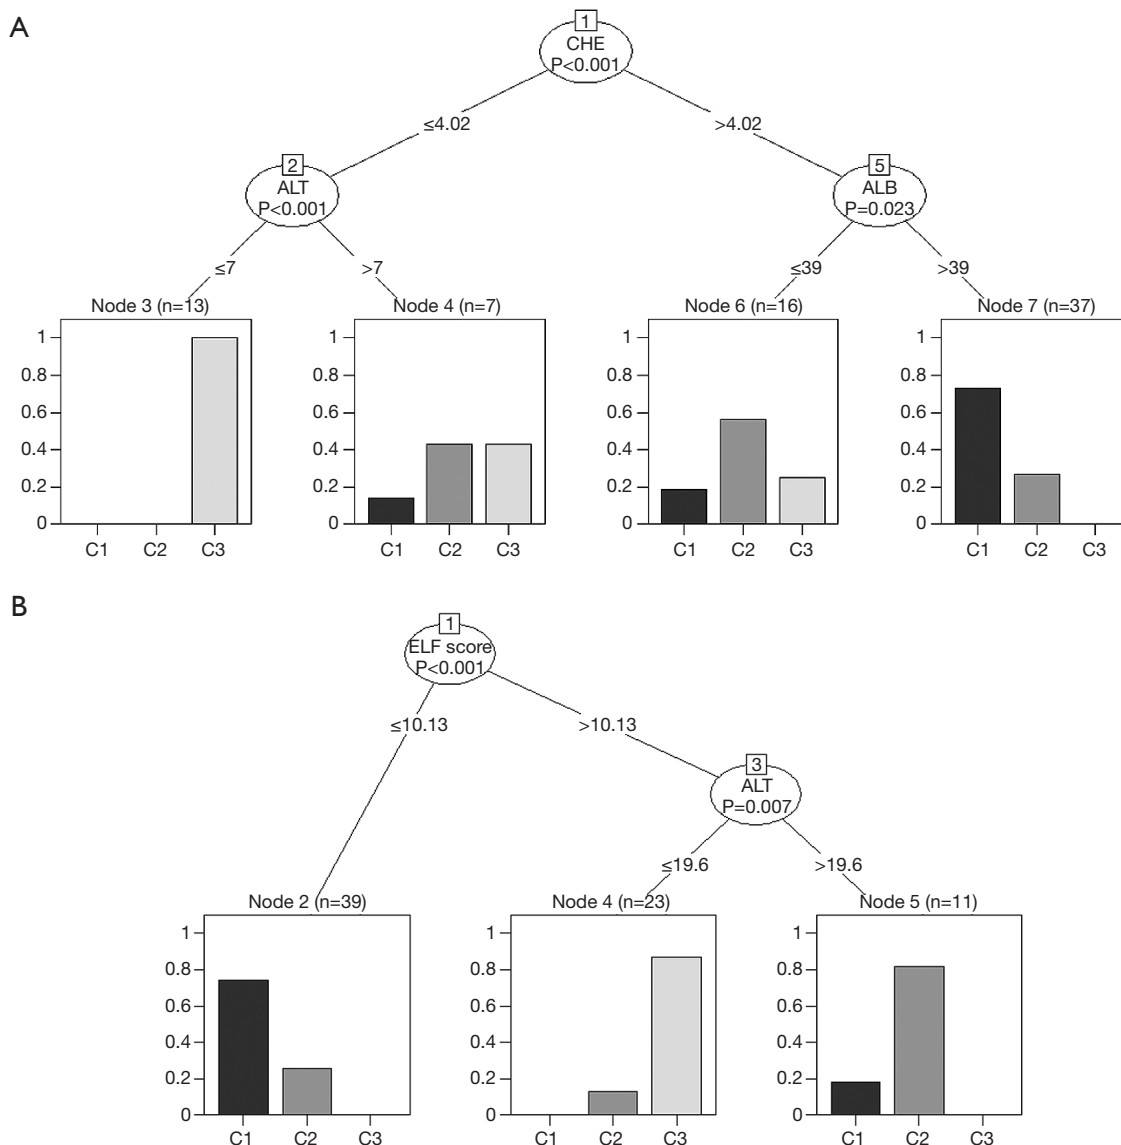 A
1
CHE
P<0.001
≤4.02
>4.02
2
ALT
P<0.001
5
ALB
P=0.023
≤7
>7
≤39
>39
Node 3 (n=13)
1
0.8
0.6
0.4
0.2
0
C1 C2 C3
Node 4 (n=7)
1
0.8
0.6
0.4
0.2
0
C1 C2 C3
Node 6 (n=16)
1
0.8
0.6
0.4
0.2
0
C1 C2 C3
Node 7 (n=37)
1
0.8
0.6
0.4
0.2
0
C1 C2 C3
B
1
ELF score
P<0.001
≤10.13
>10.13
3
ALT
P=0.007
≤19.6
>19.6
Node 2 (n=39)
1
0.8
0.6
0.4
0.2
0
C1 C2 C3
Node 4 (n=23)
1
0.8
0.6
0.4
0.2
0
C1 C2 C3
Node 5 (n=11)
1
0.8
0.6
0.4
0.2
0
C1 C2 C3